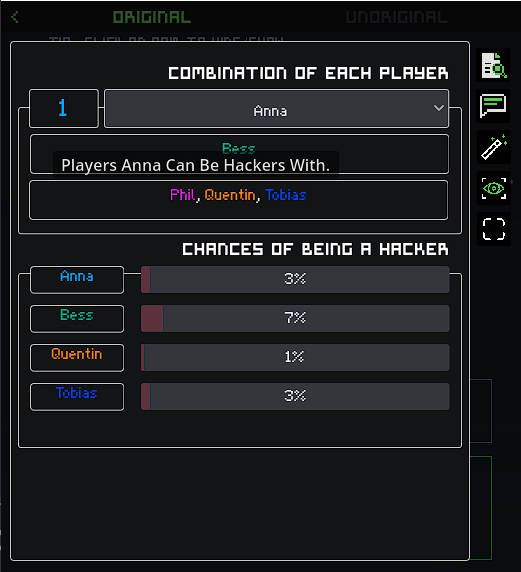 ORIGINAL
UNORIGINAL
COMBINATION OF EACH PLAYER
1
Anna
Bess
Players Anna Can Be Hackers With.
Phil, Quentin, Tobias
CHANCES OF BEING A HACKER
Anna 3%
Bess 7%
Quentin 1%
Tobias 3%